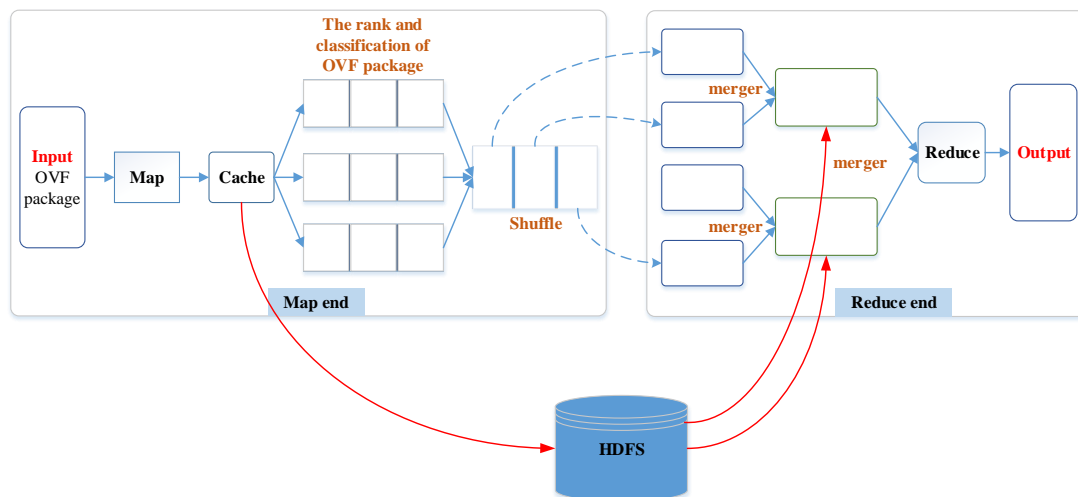 The rank and
classification of
OVF package
Input
OVF
package
Map
Cache
Shuffle
Map end
merger
merger
merger
Reduce
Output
Reduce end
HDFS